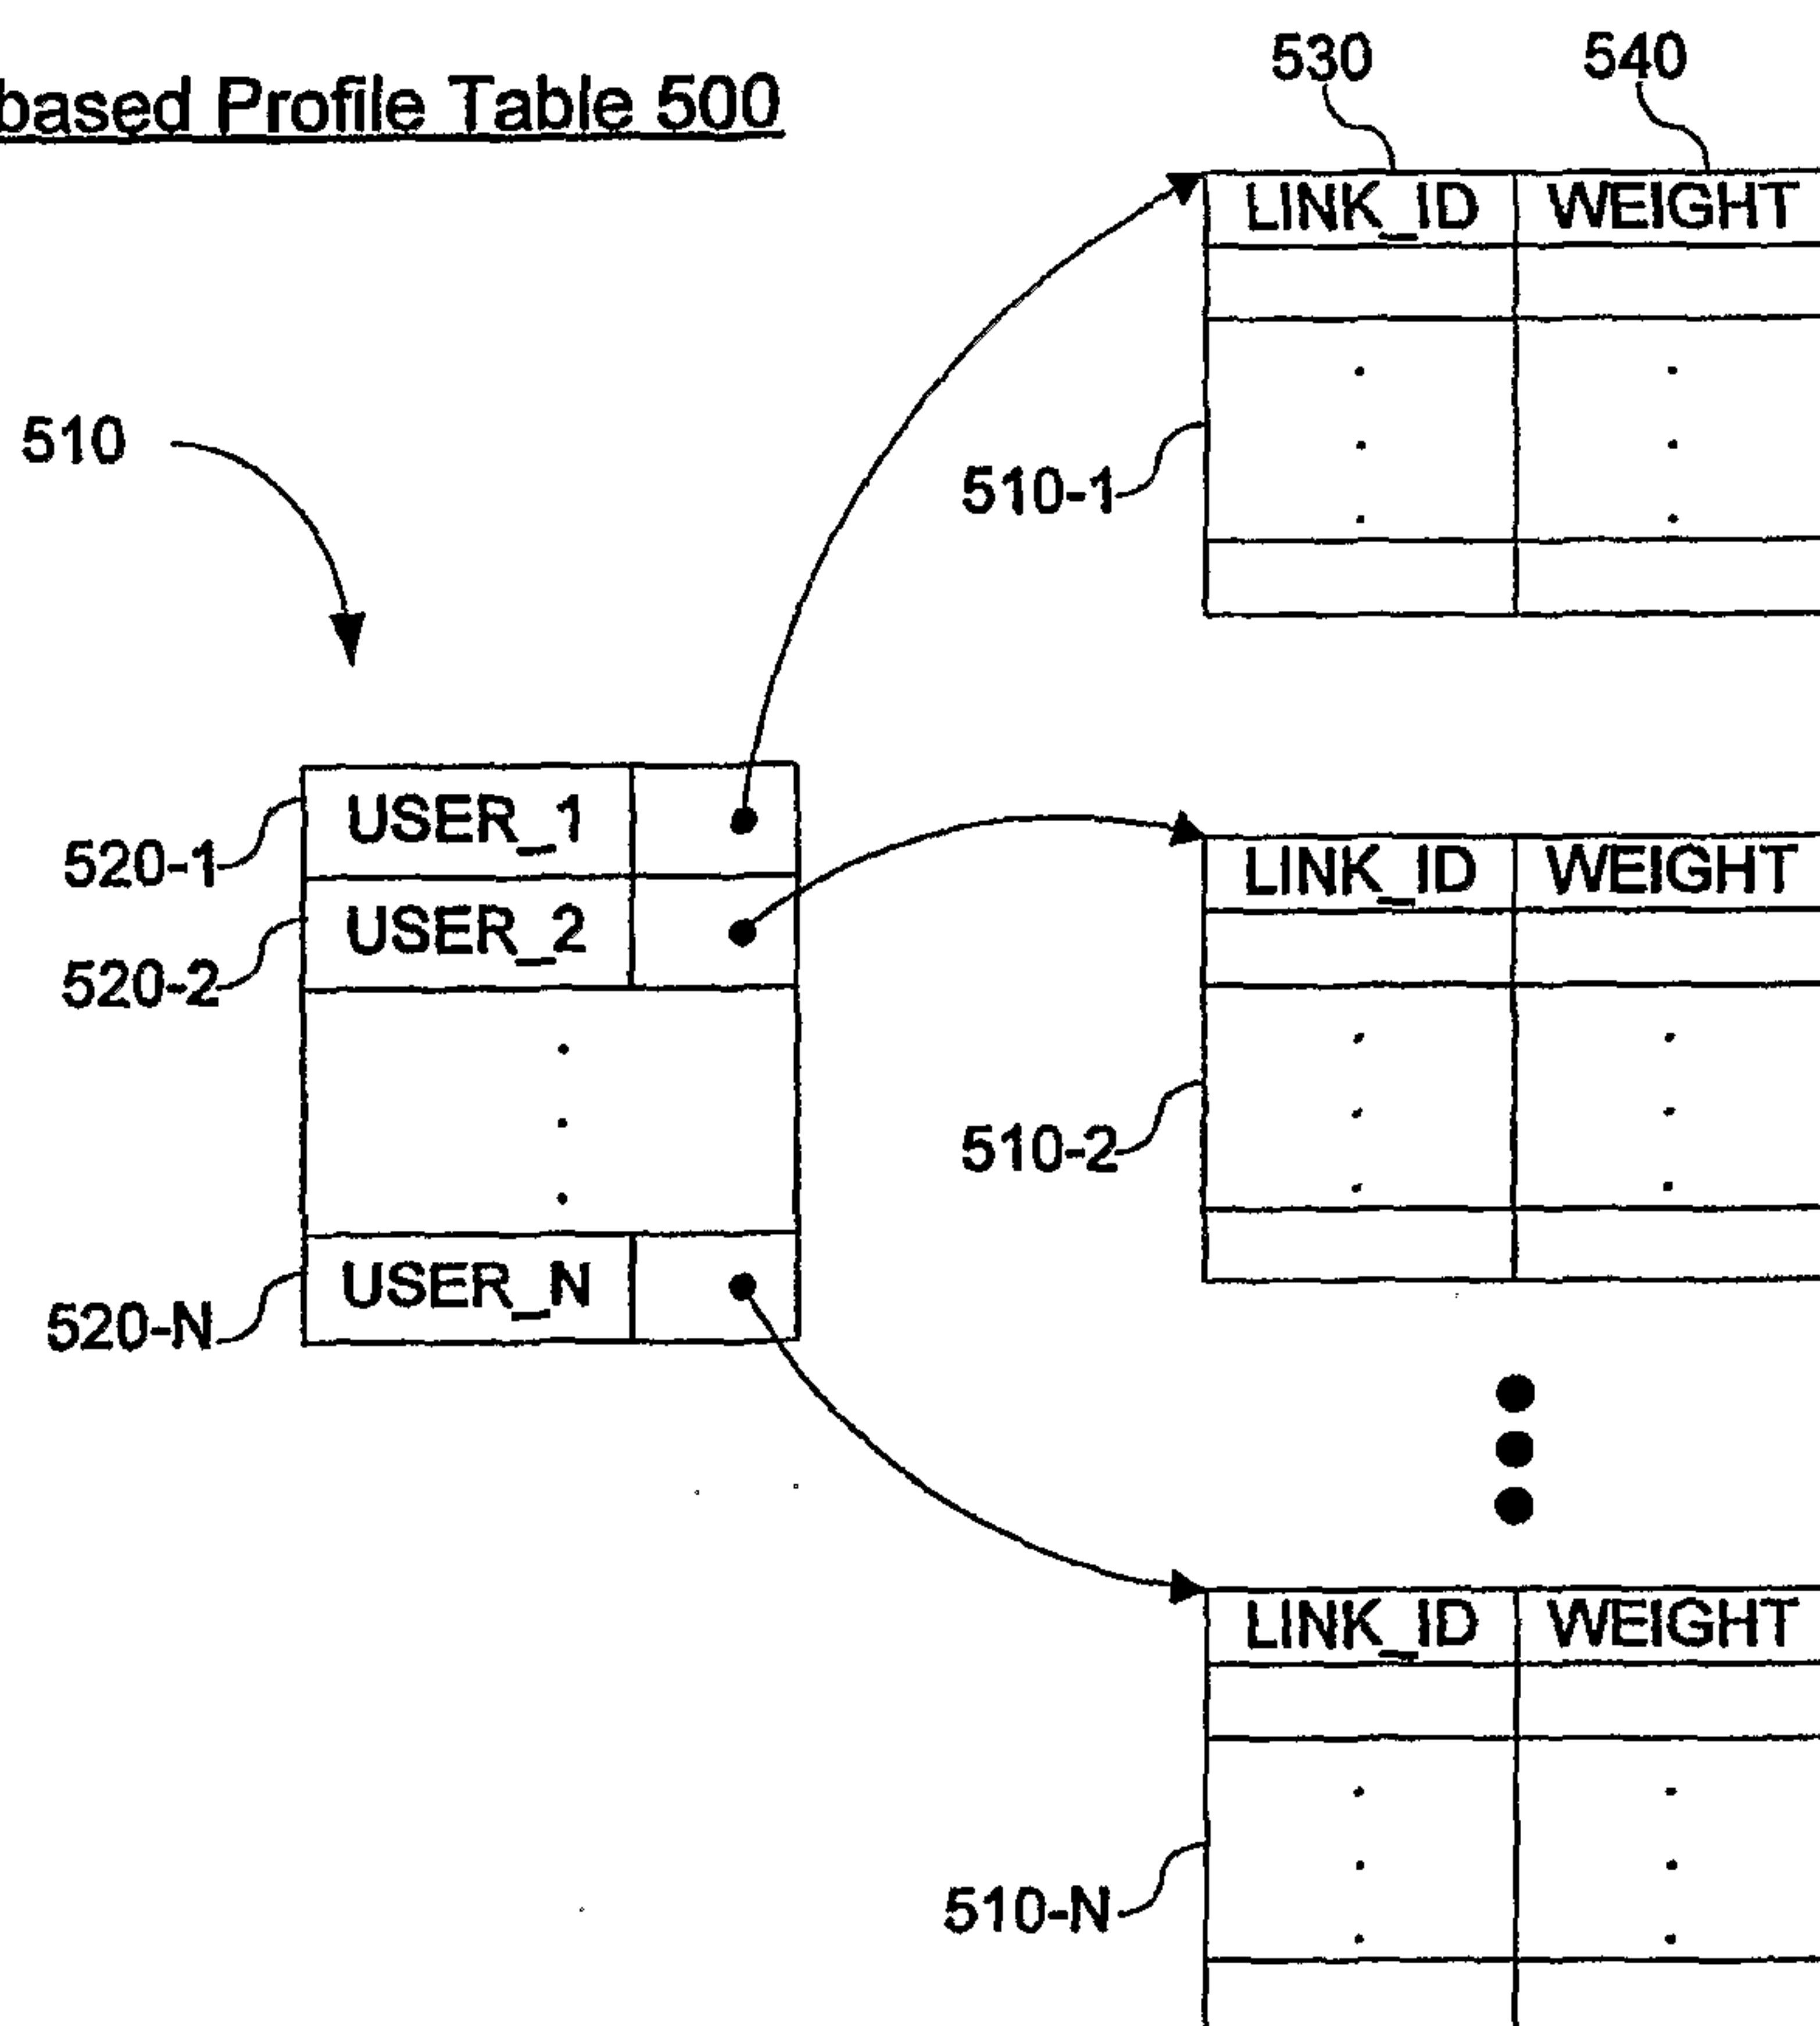 based Profile Table 500
530 540
LINK_ID WEIGHT
510
510-1
USER_1
520-1
USER_2
520-2
LINK_ID WEIGHT
510-2
USER_N
520-N
LINK_ID WEIGHT
510-N